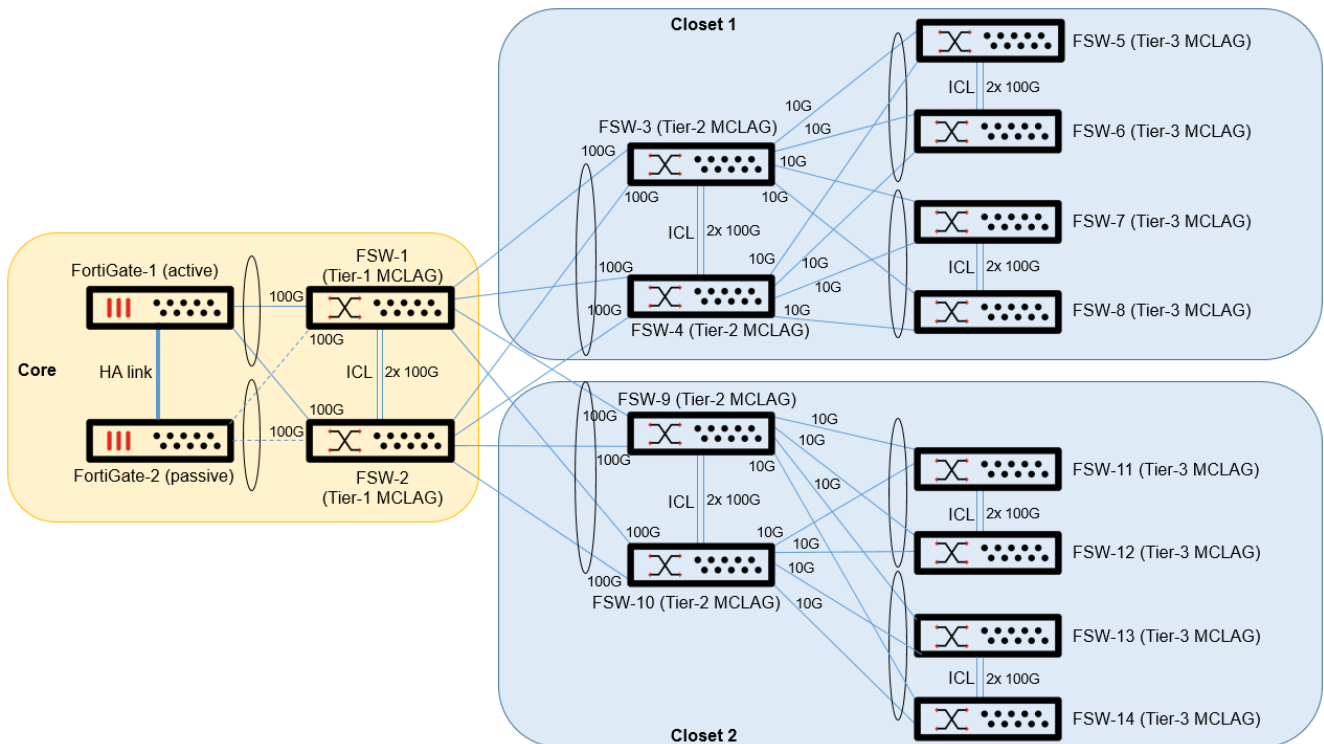 Core
FortiGate-1 (active)
HA link
FortiGate-2 (passive)
100G
100G
100G
100G
FSW-1
(Tier-1 MCLAG)
ICL
2x 100G
FSW-2
(Tier-1 MCLAG)
Closet 1
100G
100G
100G
100G
FSW-3 (Tier-2 MCLAG)
ICL
2x 100G
FSW-4 (Tier-2 MCLAG)
10G
10G
10G
10G
10G
10G
10G
10G
FSW-5 (Tier-3 MCLAG)
ICL
2x 100G
FSW-6 (Tier-3 MCLAG)
FSW-7 (Tier-3 MCLAG)
ICL
2x 100G
FSW-8 (Tier-3 MCLAG)
100G
100G
100G
100G
FSW-9 (Tier-2 MCLAG)
ICL
2x 100G
FSW-10 (Tier-2 MCLAG)
10G
10G
10G
10G
10G
10G
10G
10G
FSW-11 (Tier-3 MCLAG)
ICL
2x 100G
FSW-12 (Tier-3 MCLAG)
FSW-13 (Tier-3 MCLAG)
ICL
2x 100G
FSW-14 (Tier-3 MCLAG)
Closet 2